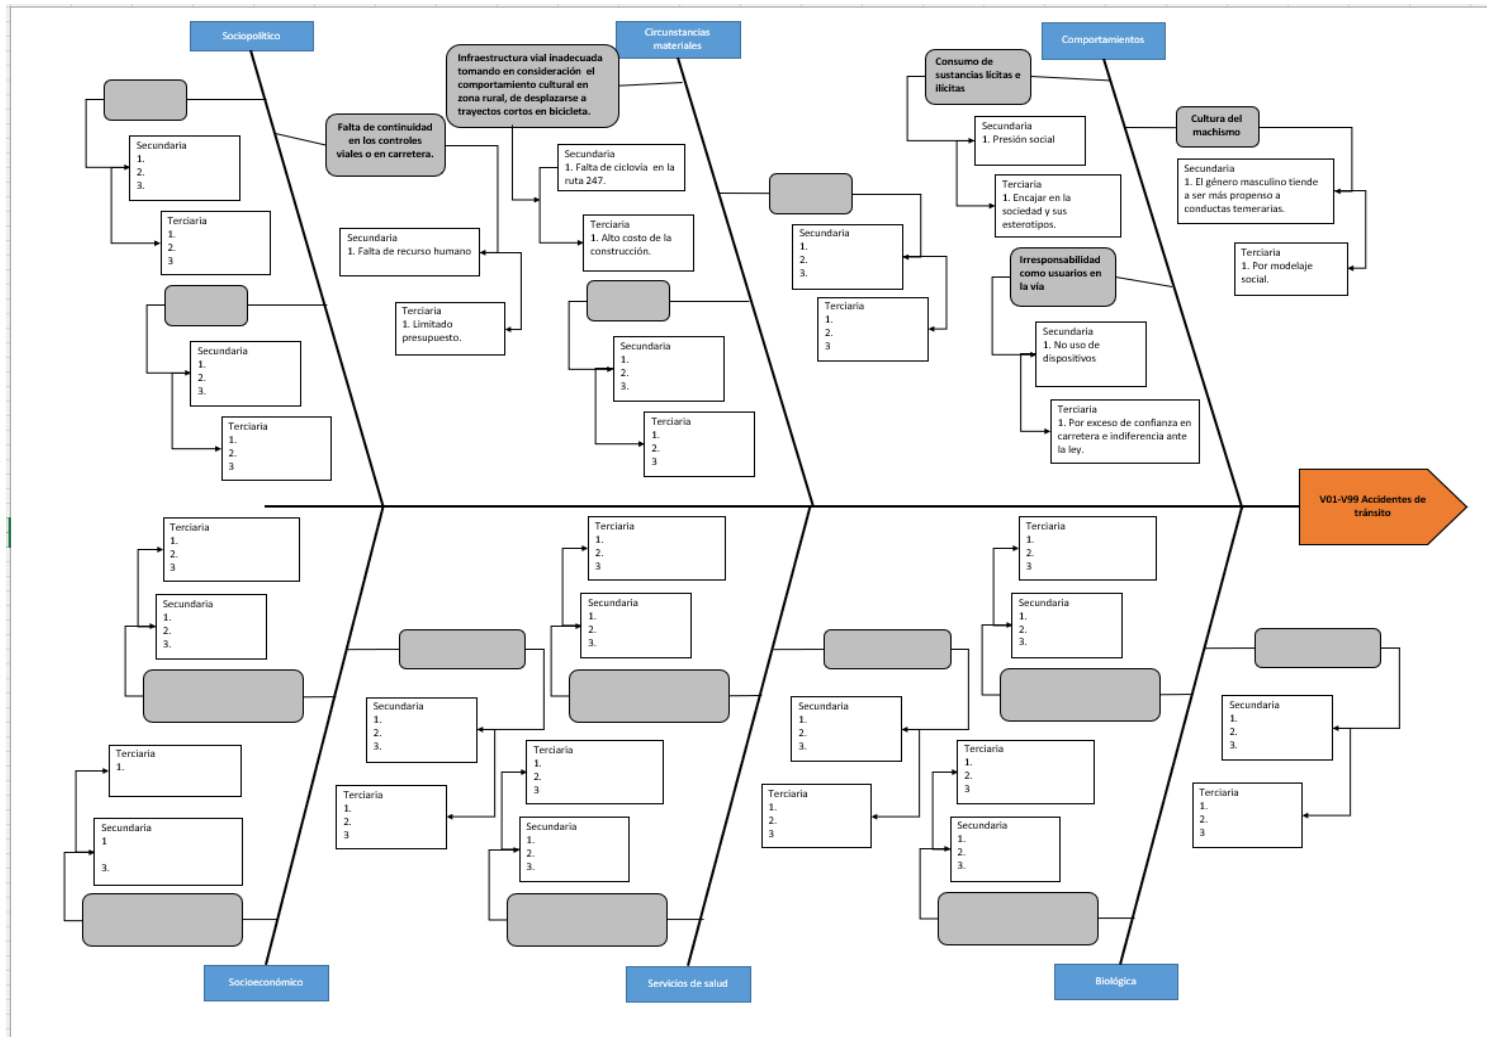 Sociopolítico
Circunstancias
materiales
Comportamientos
Infraestructura vial inadecuada
tomando en consideración el
comportamiento cultural en
zona rural, de desplazarse a
trayectos cortos en bicicleta.
Consumo de
sustancias lícitas e
ilícitas
Falta de continuidad
en los controles
viales o en carretera.
Cultura del
machismo
Secundaria
1.
2.
3.
Terciaria
1.
2.
3
Secundaria
1. Falta de recurso humano
Terciaria
1. Limitado
presupuesto.
Secundaria
1.
2.
3.
Terciaria
1.
2.
3
Secundaria
1. Falta de ciclovía en la
ruta 247.
Terciaria
1. Alto costo de la
construcción.
Secundaria
1.
2.
3.
Terciaria
1.
2.
3
Secundaria
1.
2.
3.
Terciaria
1.
2.
3
Secundaria
1. Presión social
Terciaria
1. Encajar en la
sociedad y sus
esterotipos.
Secundaria
1. El género masculino tiende
a ser más propenso a
conductas temerarias.
Terciaria
1. Por modelaje
social.
Irresponsabilidad
como usuarios en
la vía
Secundaria
1. No uso de
dispositivos
Terciaria
1. Por exceso de confianza en
carretera e indiferencia ante
la ley.
V01-V99 Accidentes de
tránsito
Terciaria
1.
2.
3
Secundaria
1.
2.
3.
Secundaria
1.
2.
3.
Terciaria
1.
2.
3
Terciaria
1.
Secundaria
1
3.
Socioeconómico
Terciaria
1.
2.
3
Secundaria
1.
2.
3.
Secundaria
1.
2.
3.
Terciaria
1.
2.
3
Terciaria
1.
2.
3
Secundaria
1.
2.
3.
Servicios de salud
Terciaria
1.
2.
3
Secundaria
1.
2.
3.
Secundaria
1.
2.
3.
Terciaria
1.
2.
3
Terciaria
1.
2.
3
Secundaria
1.
2.
3.
Biológica